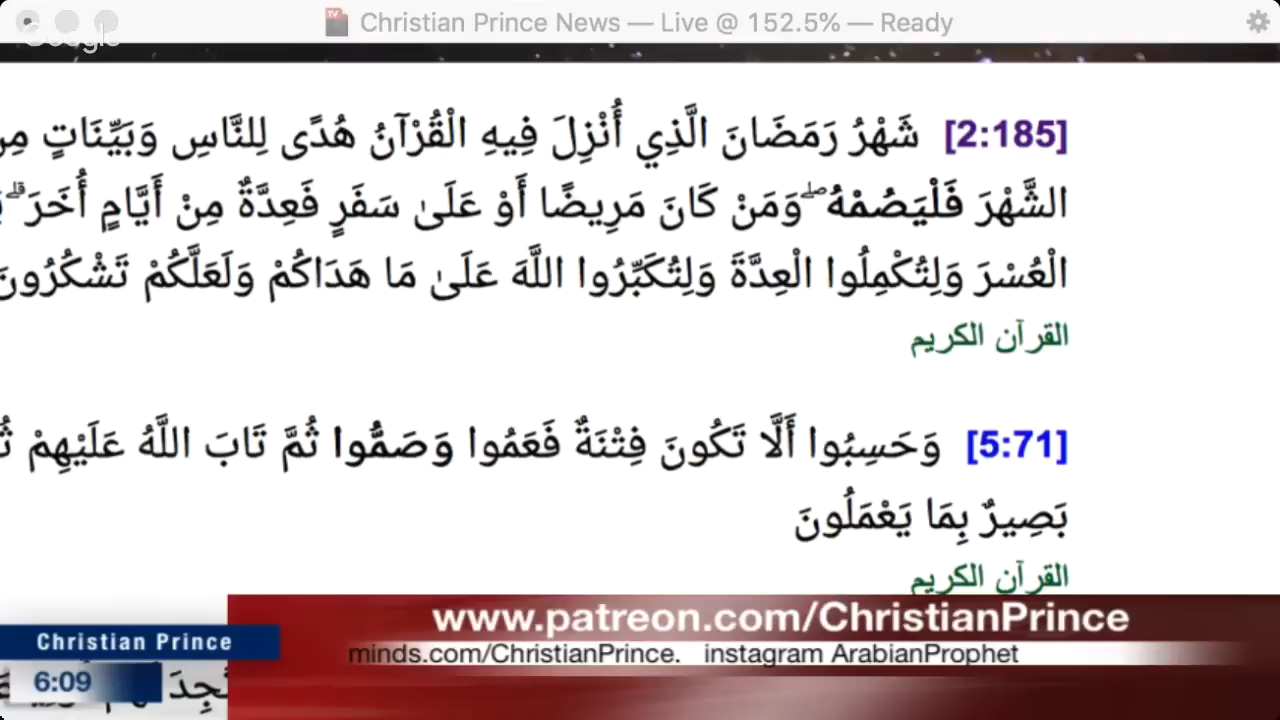 Christian Prince News — Live @ 152.5% — Ready
Google
[2:185] شَهْرُ رَمَضَانَ الَّذِي أُنْزِلَ فِيهِ الْقُرْآنُ هُدًى لِلنَّاسِ وَبَيِّنَاتٍ
الشَّهْرَ فَلْيَصُمْهُ ۖ وَمَنْ كَانَ مَرِيضًا أَوْ عَلَىٰ سَفَرٍ فَعِدَّةٌ مِنْ أَيَّامٍ أُخَرَ ۗ
الْعُسْرَ وَلِتُكْمِلُوا الْعِدَّةَ وَلِتُكَبِّرُوا اللَّهَ عَلَىٰ مَا هَدَاكُمْ وَلَعَلَّكُمْ تَشْكُرُونَ
القرآن الكريم
[5:71] وَحَسِبُوا أَلَّا تَكُونَ فِتْنَةٌ فَعَمُوا وَصَمُّوا ثُمَّ تَابَ اللَّهُ عَلَيْهِمْ
بَصِيرٌ بِمَا يَعْمَلُونَ
القرآن الكريم
www.patreon.com/ChristianPrince
Christian Prince
minds.com/ChristianPrince. instagram ArabianProphet
6:09